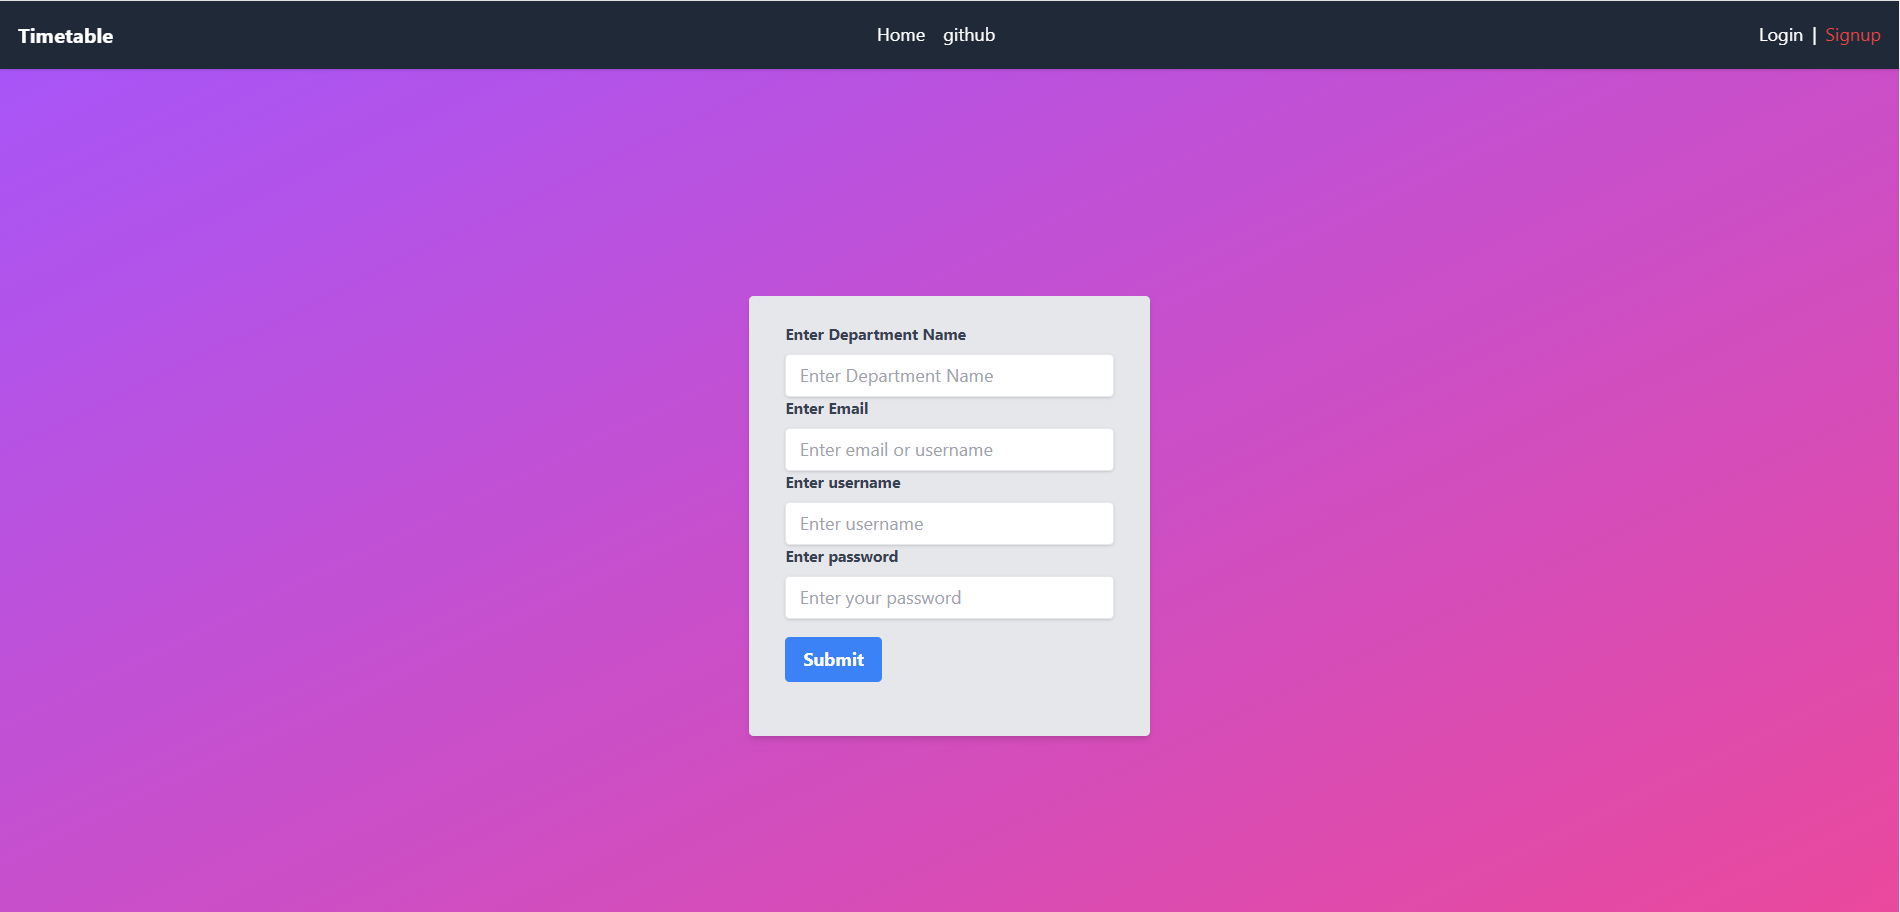 Timetable
Home github
Login | Signup
Enter Department Name
Enter Department Name
Enter Email
Enter email or username
Enter username
Enter username
Enter password
Enter your password
Submit